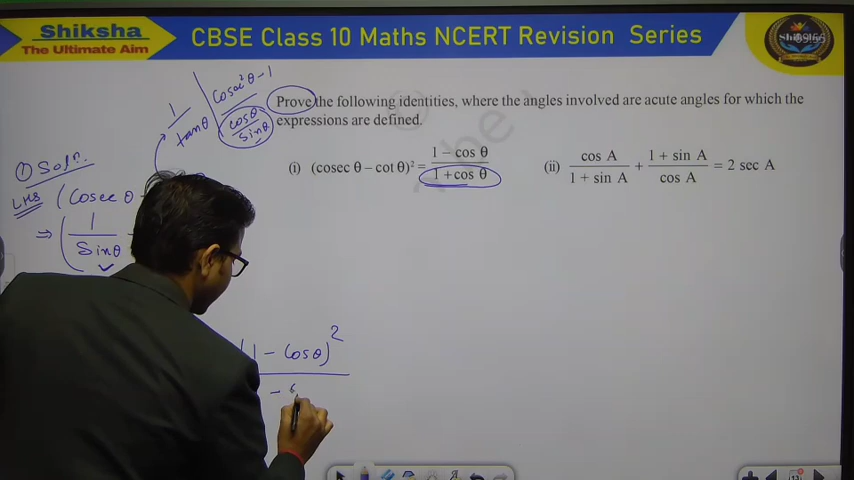 Shiksha
The Ultimate Aim
CBSE Class 10 Maths NCERT Revision Series
Prove the following identities, where the angles involved are acute angles for which the
expressions are defined.
(i) (cosec θ – cot θ)² = (1 – cos θ)/(1 + cos θ)
(ii) cos A/(1 + sin A) + (1 + sin A)/cos A = 2 sec A
1/tanθ
Cosec²θ - 1
cosθ/sinθ
① Solⁿ.
LHS (Cosec θ
⇒ (1/Sinθ
(1 - Cosθ)²
-